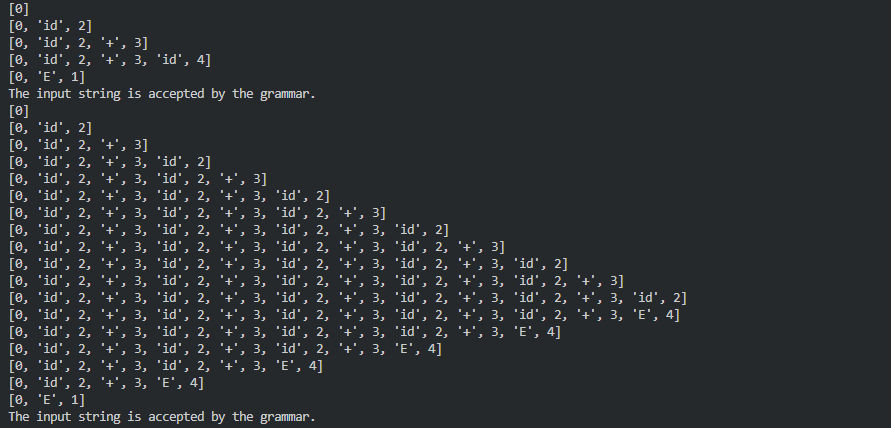 [0]
[0, 'id', 2]
[0, 'id', 2, '+', 3]
[0, 'id', 2, '+', 3, 'id', 4]
[0, 'E', 1]
The input string is accepted by the grammar.
[0]
[0, 'id', 2]
[0, 'id', 2, '+', 3]
[0, 'id', 2, '+', 3, 'id', 2]
[0, 'id', 2, '+', 3, 'id', 2, '+', 3]
[0, 'id', 2, '+', 3, 'id', 2, '+', 3, 'id', 2]
[0, 'id', 2, '+', 3, 'id', 2, '+', 3, 'id', 2, '+', 3]
[0, 'id', 2, '+', 3, 'id', 2, '+', 3, 'id', 2, '+', 3, 'id', 2]
[0, 'id', 2, '+', 3, 'id', 2, '+', 3, 'id', 2, '+', 3, 'id', 2, '+', 3]
[0, 'id', 2, '+', 3, 'id', 2, '+', 3, 'id', 2, '+', 3, 'id', 2, '+', 3, 'id', 2]
[0, 'id', 2, '+', 3, 'id', 2, '+', 3, 'id', 2, '+', 3, 'id', 2, '+', 3, 'id', 2, '+', 3]
[0, 'id', 2, '+', 3, 'id', 2, '+', 3, 'id', 2, '+', 3, 'id', 2, '+', 3, 'id', 2, '+', 3, 'id', 2]
[0, 'id', 2, '+', 3, 'id', 2, '+', 3, 'id', 2, '+', 3, 'id', 2, '+', 3, 'id', 2, '+', 3, 'E', 4]
[0, 'id', 2, '+', 3, 'id', 2, '+', 3, 'id', 2, '+', 3, 'id', 2, '+', 3, 'E', 4]
[0, 'id', 2, '+', 3, 'id', 2, '+', 3, 'id', 2, '+', 3, 'E', 4]
[0, 'id', 2, '+', 3, 'id', 2, '+', 3, 'E', 4]
[0, 'id', 2, '+', 3, 'E', 4]
[0, 'E', 1]
The input string is accepted by the grammar.